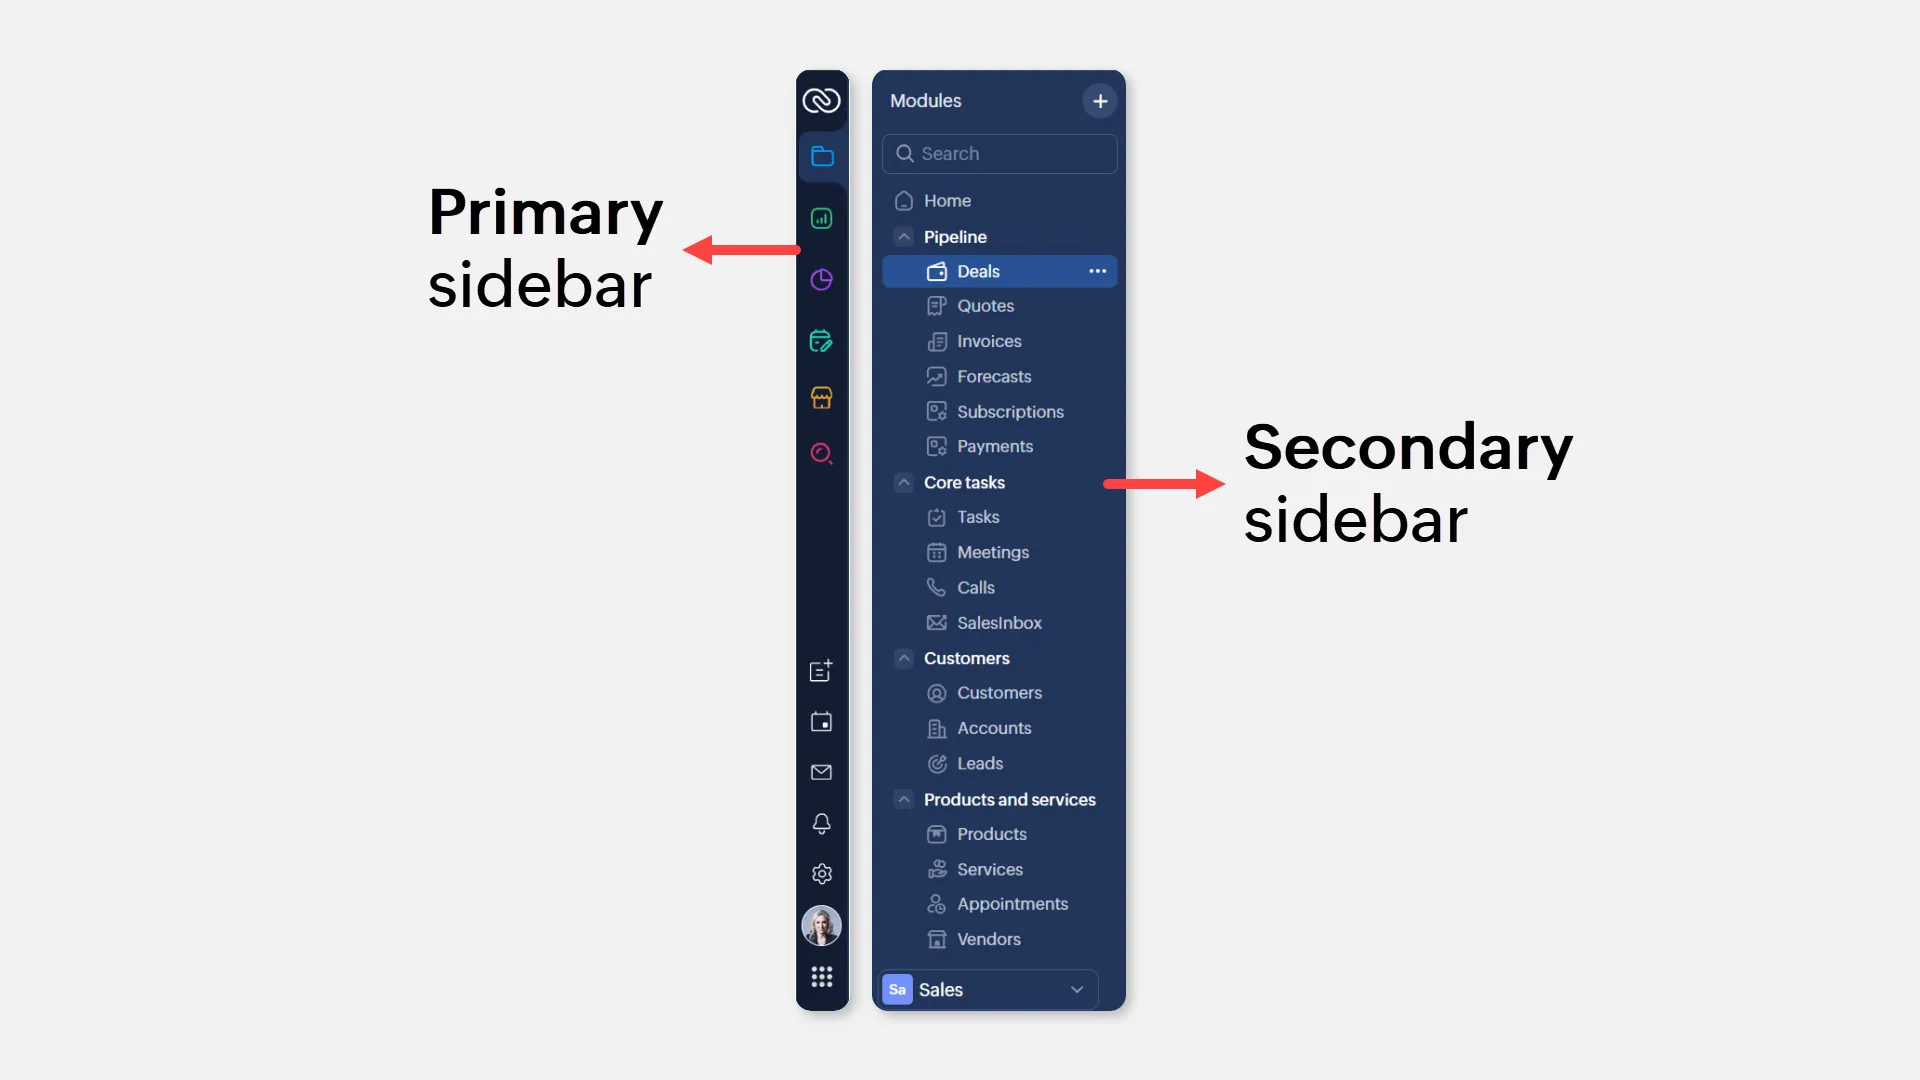 Primary
sidebar
Modules
Search
Home
Pipeline
Deals
Quotes
Invoices
Forecasts
Subscriptions
Payments
Core tasks
Tasks
Meetings
Calls
SalesInbox
Customers
Customers
Accounts
Leads
Products and services
Products
Services
Appointments
Vendors
Sa Sales
Secondary
sidebar